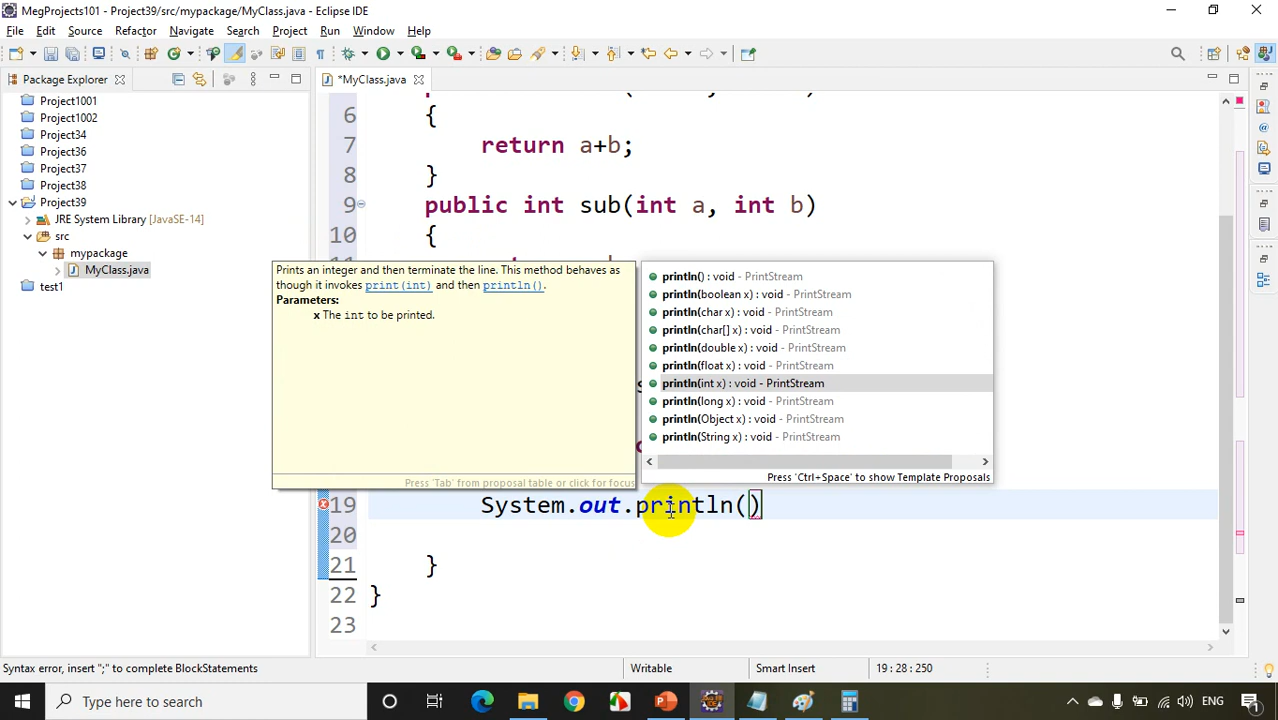 MegProjects101 - Project39/src/mypackage/MyClass.java - Eclipse IDE
File Edit Source Refactor Navigate Search Project Run Window Help
Package Explorer
*MyClass.java
Project1001
Project1002
Project34
Project36
Project37
Project38
Project39
JRE System Library [JavaSE-14]
src
mypackage
MyClass.java
test1
6 {
7 return a+b;
8 }
9 public int sub(int a, int b)
10 {
Prints an integer and then terminate the line. This method behaves as
though it invokes print(int) and then println().
Parameters:
x The int to be printed.
Press 'Tab' from proposal table or click for focus
println() : void - PrintStream
println(boolean x) : void - PrintStream
println(char x) : void - PrintStream
println(char[] x) : void - PrintStream
println(double x) : void - PrintStream
println(float x) : void - PrintStream
println(int x) : void - PrintStream
println(long x) : void - PrintStream
println(Object x) : void - PrintStream
println(String x) : void - PrintStream
Press 'Ctrl+Space' to show Template Proposals
19 System.out.println()
20
21 }
22 }
23
Syntax error, insert ";" to complete BlockStatements
Writable
Smart Insert
19 : 28 : 250
Type here to search
ENG